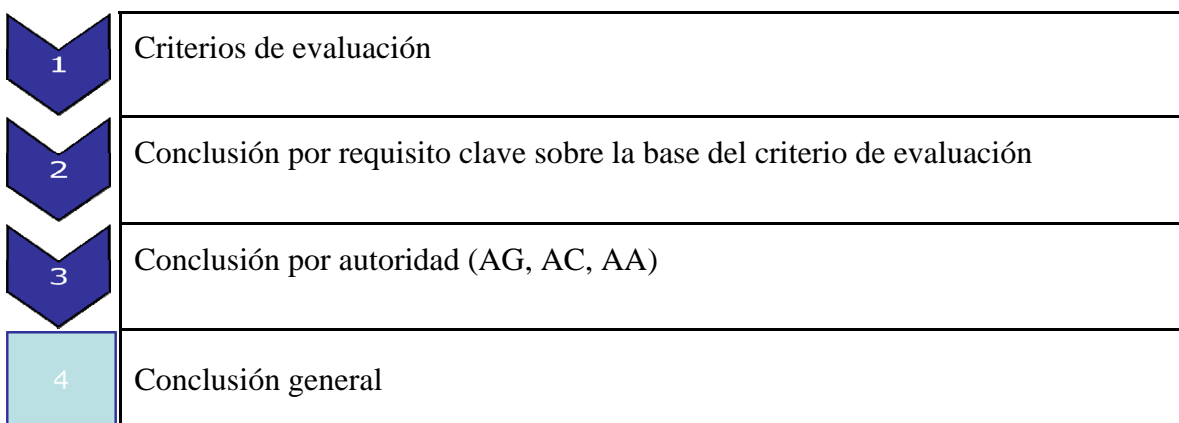 1
Criterios de evaluación
2
Conclusión por requisito clave sobre la base del criterio de evaluación
3
Conclusión por autoridad (AG, AC, AA)
4
Conclusión general